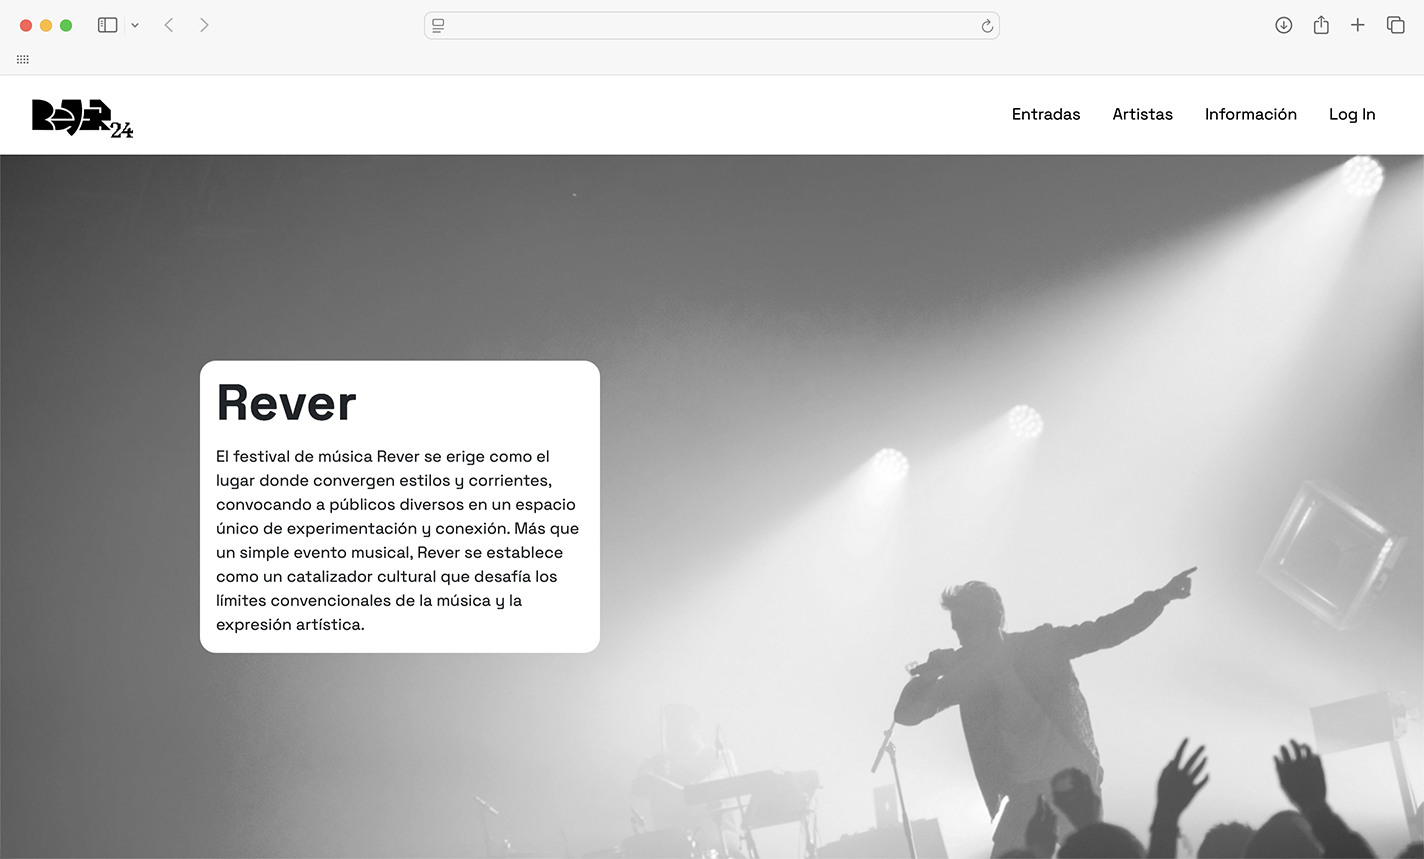 Rever24
Entradas Artistas Información Log In
Rever
El festival de música Rever se erige como el
lugar donde convergen estilos y corrientes,
convocando a públicos diversos en un espacio
único de experimentación y conexión. Más que
un simple evento musical, Rever se establece
como un catalizador cultural que desafía los
límites convencionales de la música y la
expresión artística.